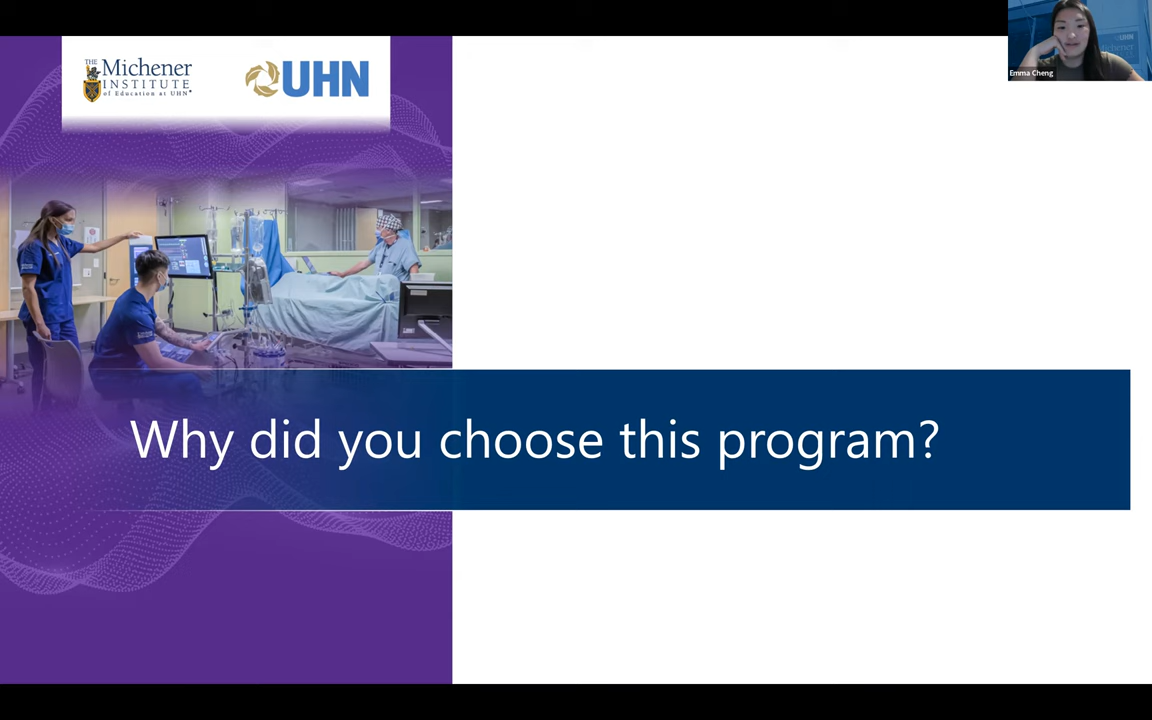 THE Michener
INSTITUTE
of Education at UHN
UHN
Emma Cheng
Why did you choose this program?